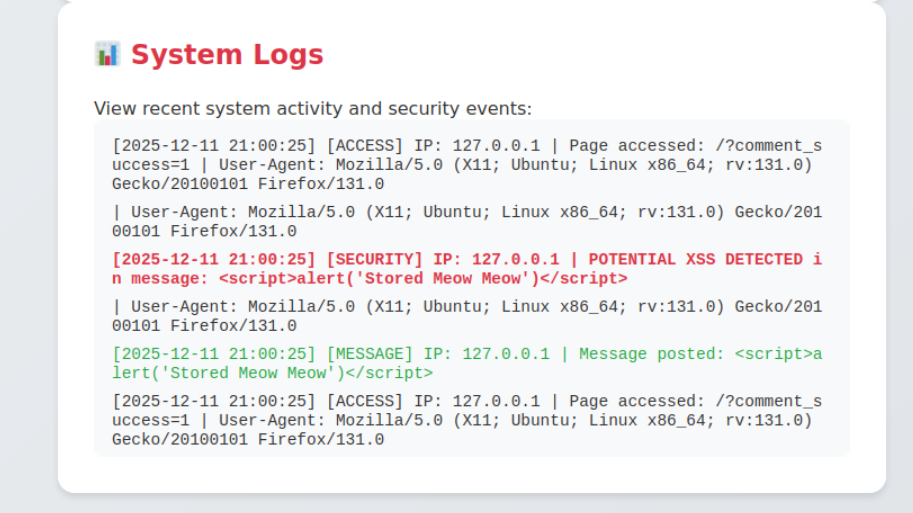 System Logs
View recent system activity and security events:
[2025-12-11 21:00:25] [ACCESS] IP: 127.0.0.1 | Page accessed: /?comment_s
uccess=1 | User-Agent: Mozilla/5.0 (X11; Ubuntu; Linux x86_64; rv:131.0)
Gecko/20100101 Firefox/131.0
| User-Agent: Mozilla/5.0 (X11; Ubuntu; Linux x86_64; rv:131.0) Gecko/201
00101 Firefox/131.0
[2025-12-11 21:00:25] [SECURITY] IP: 127.0.0.1 | POTENTIAL XSS DETECTED i
n message: <script>alert('Stored Meow Meow')</script>
| User-Agent: Mozilla/5.0 (X11; Ubuntu; Linux x86_64; rv:131.0) Gecko/201
00101 Firefox/131.0
[2025-12-11 21:00:25] [MESSAGE] IP: 127.0.0.1 | Message posted: <script>a
lert('Stored Meow Meow')</script>
[2025-12-11 21:00:25] [ACCESS] IP: 127.0.0.1 | Page accessed: /?comment_s
uccess=1 | User-Agent: Mozilla/5.0 (X11; Ubuntu; Linux x86_64; rv:131.0)
Gecko/20100101 Firefox/131.0